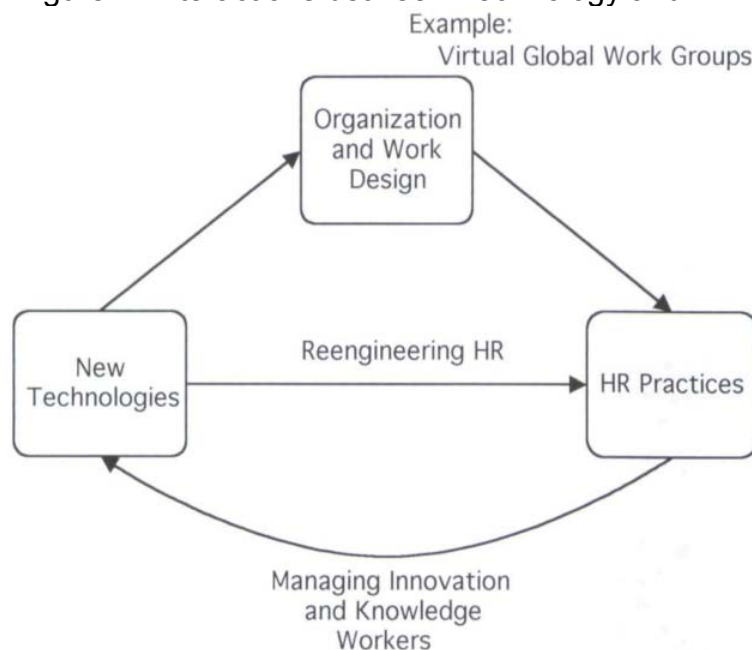 Example:
Virtual Global Work Groups
Organization
and Work
Design
New
Technologies
Reengineering HR
HR Practices
Managing Innovation
and Knowledge
Workers